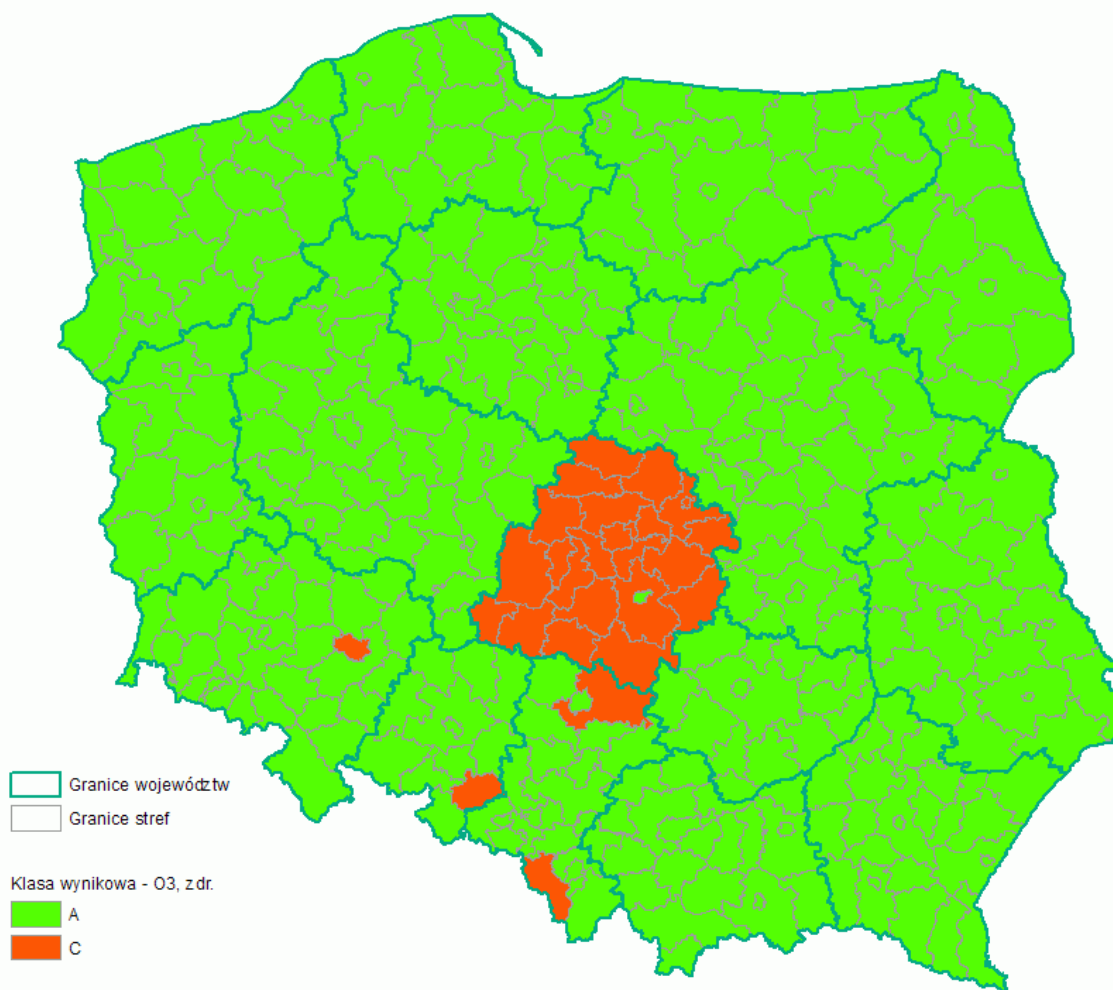 Granice województw
Granice stref
Klasa wynikowa - O3, zdr.
A
C